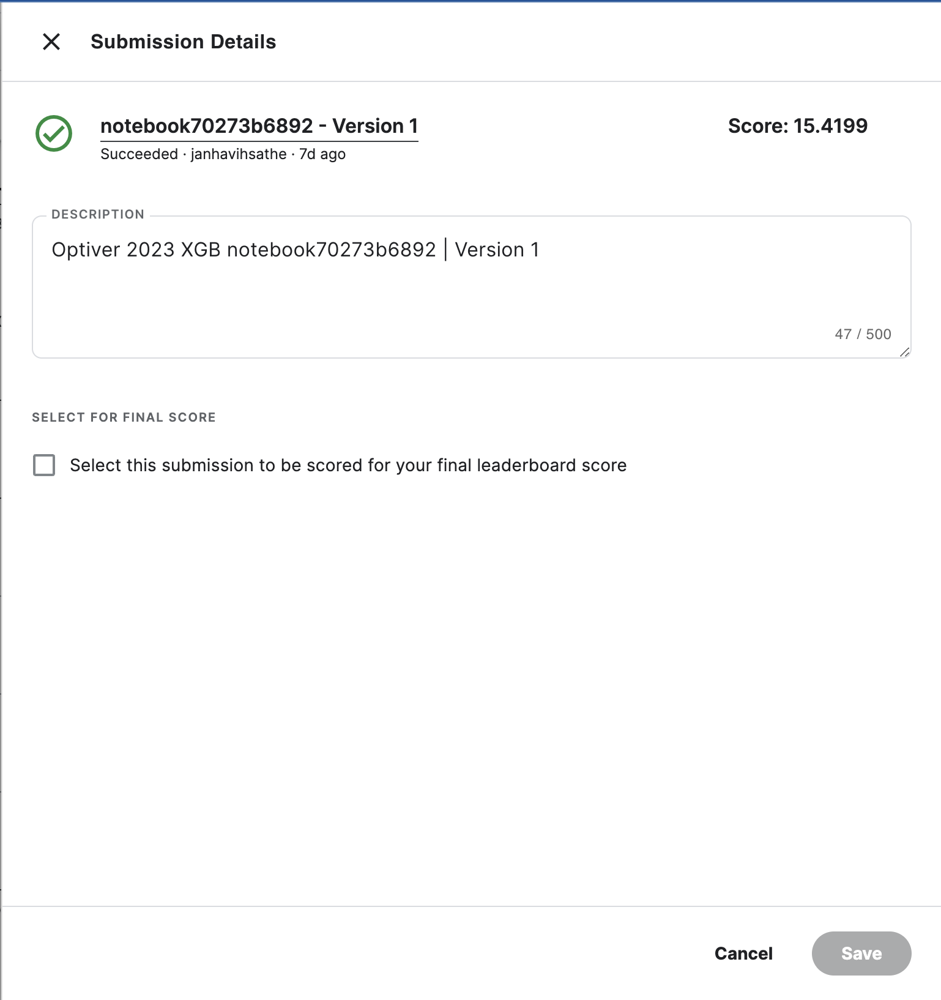 Submission Details
notebook70273b6892 - Version 1
Score: 15.4199
Succeeded · janhavihsathe · 7d ago
DESCRIPTION
Optiver 2023 XGB notebook70273b6892 | Version 1
47 / 500
SELECT FOR FINAL SCORE
Select this submission to be scored for your final leaderboard score
Cancel
Save